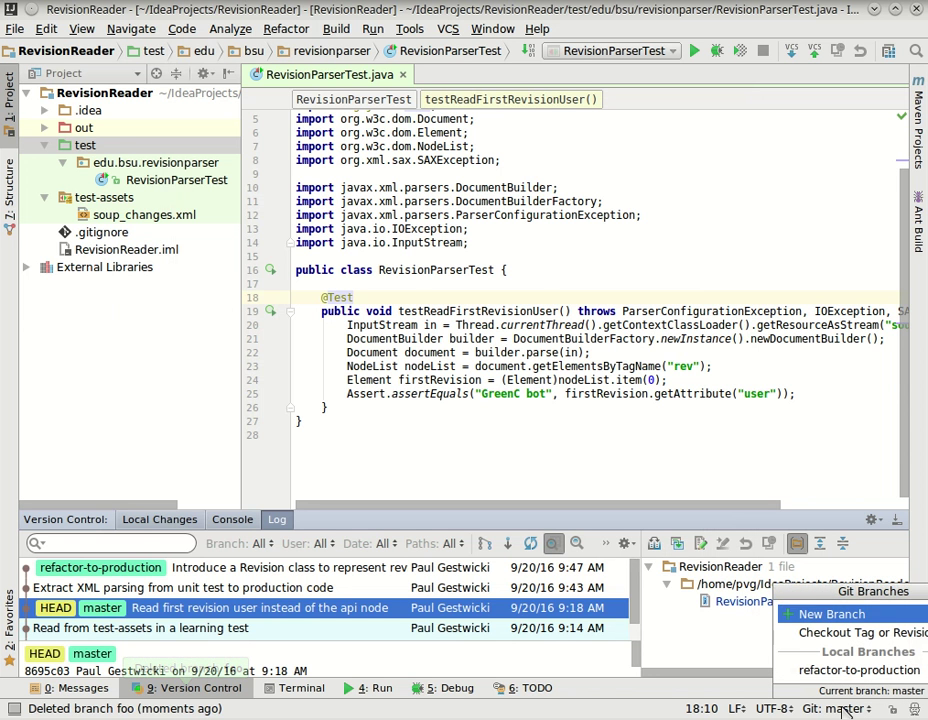 RevisionReader - [~/IdeaProjects/RevisionReader] - [RevisionReader] - ~/IdeaProjects/RevisionReader/test/edu/bsu/revisionparser/RevisionParserTest.java - I...
File Edit View Navigate Code Analyze Refactor Build Run Tools VCS Window Help
RevisionReader test edu bsu revisionparser RevisionParserTest RevisionParserTest VCS VCS
Project RevisionParserTest.java ×
RevisionParserTest testReadFirstRevisionUser()
1: Project
7: Structure
2: Favorites
RevisionReader ~/IdeaProjects/
.idea
out
test
edu.bsu.revisionparser
RevisionParserTest
test-assets
soup_changes.xml
.gitignore
RevisionReader.iml
External Libraries
5 import org.w3c.dom.Document;
6 import org.w3c.dom.Element;
7 import org.w3c.dom.NodeList;
8 import org.xml.sax.SAXException;
9
10 import javax.xml.parsers.DocumentBuilder;
11 import javax.xml.parsers.DocumentBuilderFactory;
12 import javax.xml.parsers.ParserConfigurationException;
13 import java.io.IOException;
14 import java.io.InputStream;
15
16 public class RevisionParserTest {
17
18 @Test
19 public void testReadFirstRevisionUser() throws ParserConfigurationException, IOException, SA
20 InputStream in = Thread.currentThread().getContextClassLoader().getResourceAsStream("sou
21 DocumentBuilder builder = DocumentBuilderFactory.newInstance().newDocumentBuilder();
22 Document document = builder.parse(in);
23 NodeList nodeList = document.getElementsByTagName("rev");
24 Element firstRevision = (Element)nodeList.item(0);
25 Assert.assertEquals("GreenC bot", firstRevision.getAttribute("user"));
26 }
27 }
28
m Maven Projects
Ant Build
Version Control: Local Changes Console Log
Branch: All User: All Date: All Paths: All
refactor-to-production Introduce a Revision class to represent rev Paul Gestwicki 9/20/16 9:47 AM
Extract XML parsing from unit test to production code Paul Gestwicki 9/20/16 9:43 AM
HEAD master Read first revision user instead of the api node Paul Gestwicki 9/20/16 9:18 AM
Read from test-assets in a learning test Paul Gestwicki 9/20/16 9:14 AM
HEAD master
8695c03 Paul Gestwicki on 9/20/16 at 9:18 AM
Deleted branch foo
RevisionReader 1 file
/home/pvg/IdeaProjects/RevisionReade
RevisionPa
Git Branches
New Branch
Checkout Tag or Revisio
Local Branches
refactor-to-production
Current branch: master
0: Messages 9: Version Control Terminal 4: Run 5: Debug 6: TODO
Deleted branch foo (moments ago) 18:10 LF UTF-8 Git: master